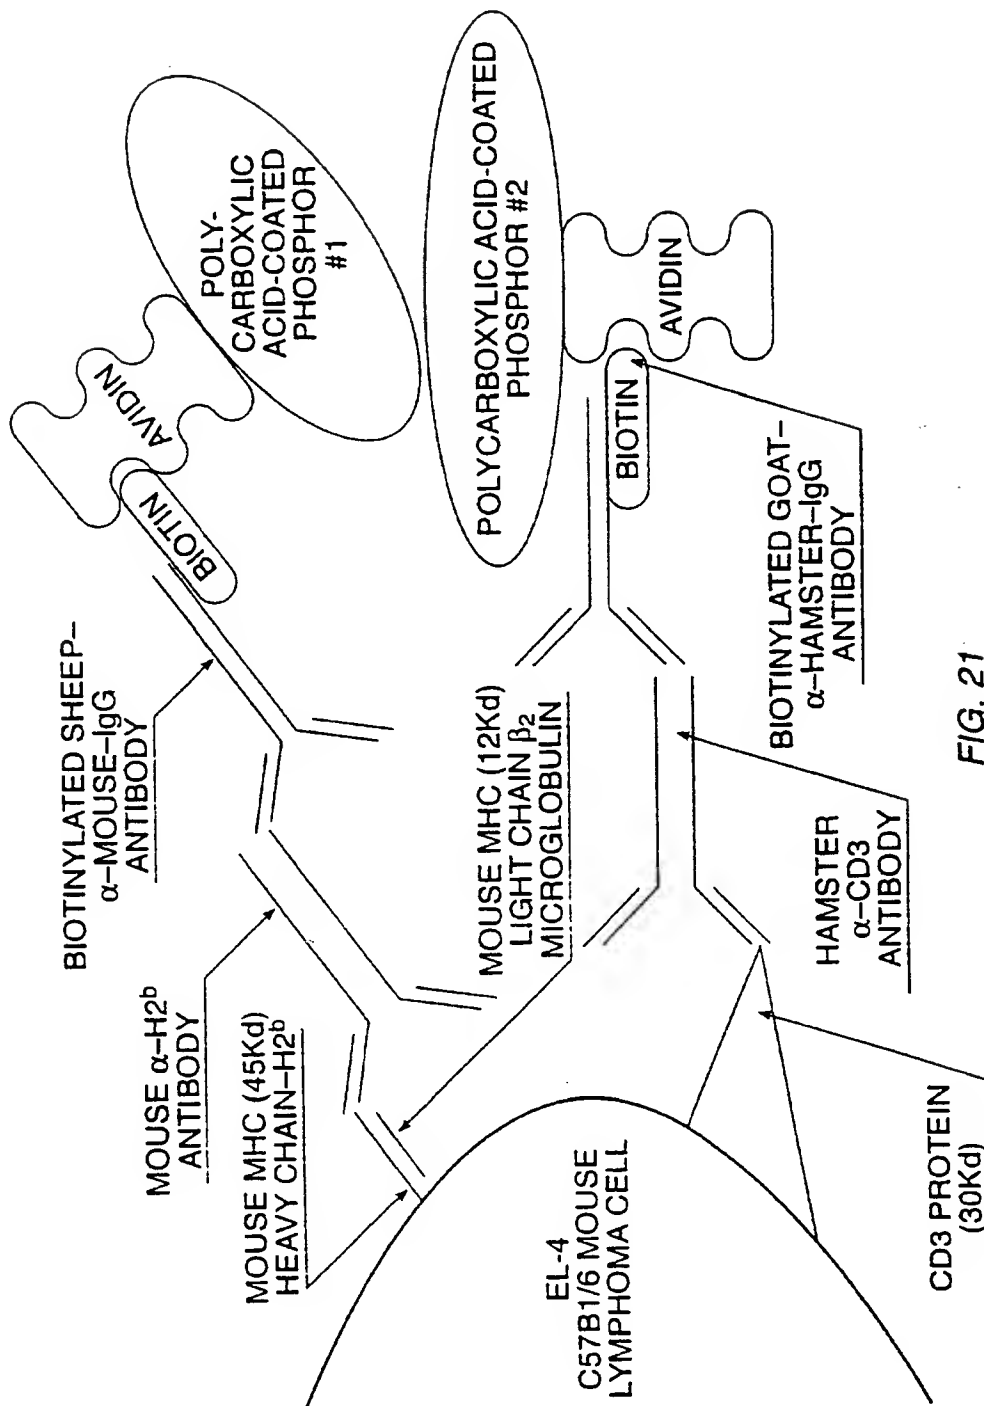 BIOTINYLATED SHEEP–
α–MOUSE–IgG
ANTIBODY
MOUSE α–H2ᵇ
ANTIBODY
MOUSE MHC (45Kd)
HEAVY CHAIN–H2ᵇ
BIOTIN
AVIDIN
POLY-
CARBOXYLIC
ACID-COATED
PHOSPHOR
#1
POLYCARBOXYLIC ACID-COATED
PHOSPHOR #2
AVIDIN
BIOTIN
MOUSE MHC (12Kd)
LIGHT CHAIN β₂
MICROGLOBULIN
EL-4
C57B1/6 MOUSE
LYMPHOMA CELL
BIOTINYLATED GOAT–
α–HAMSTER–IgG
ANTIBODY
HAMSTER
α–CD3
ANTIBODY
CD3 PROTEIN
(30Kd)
FIG. 21